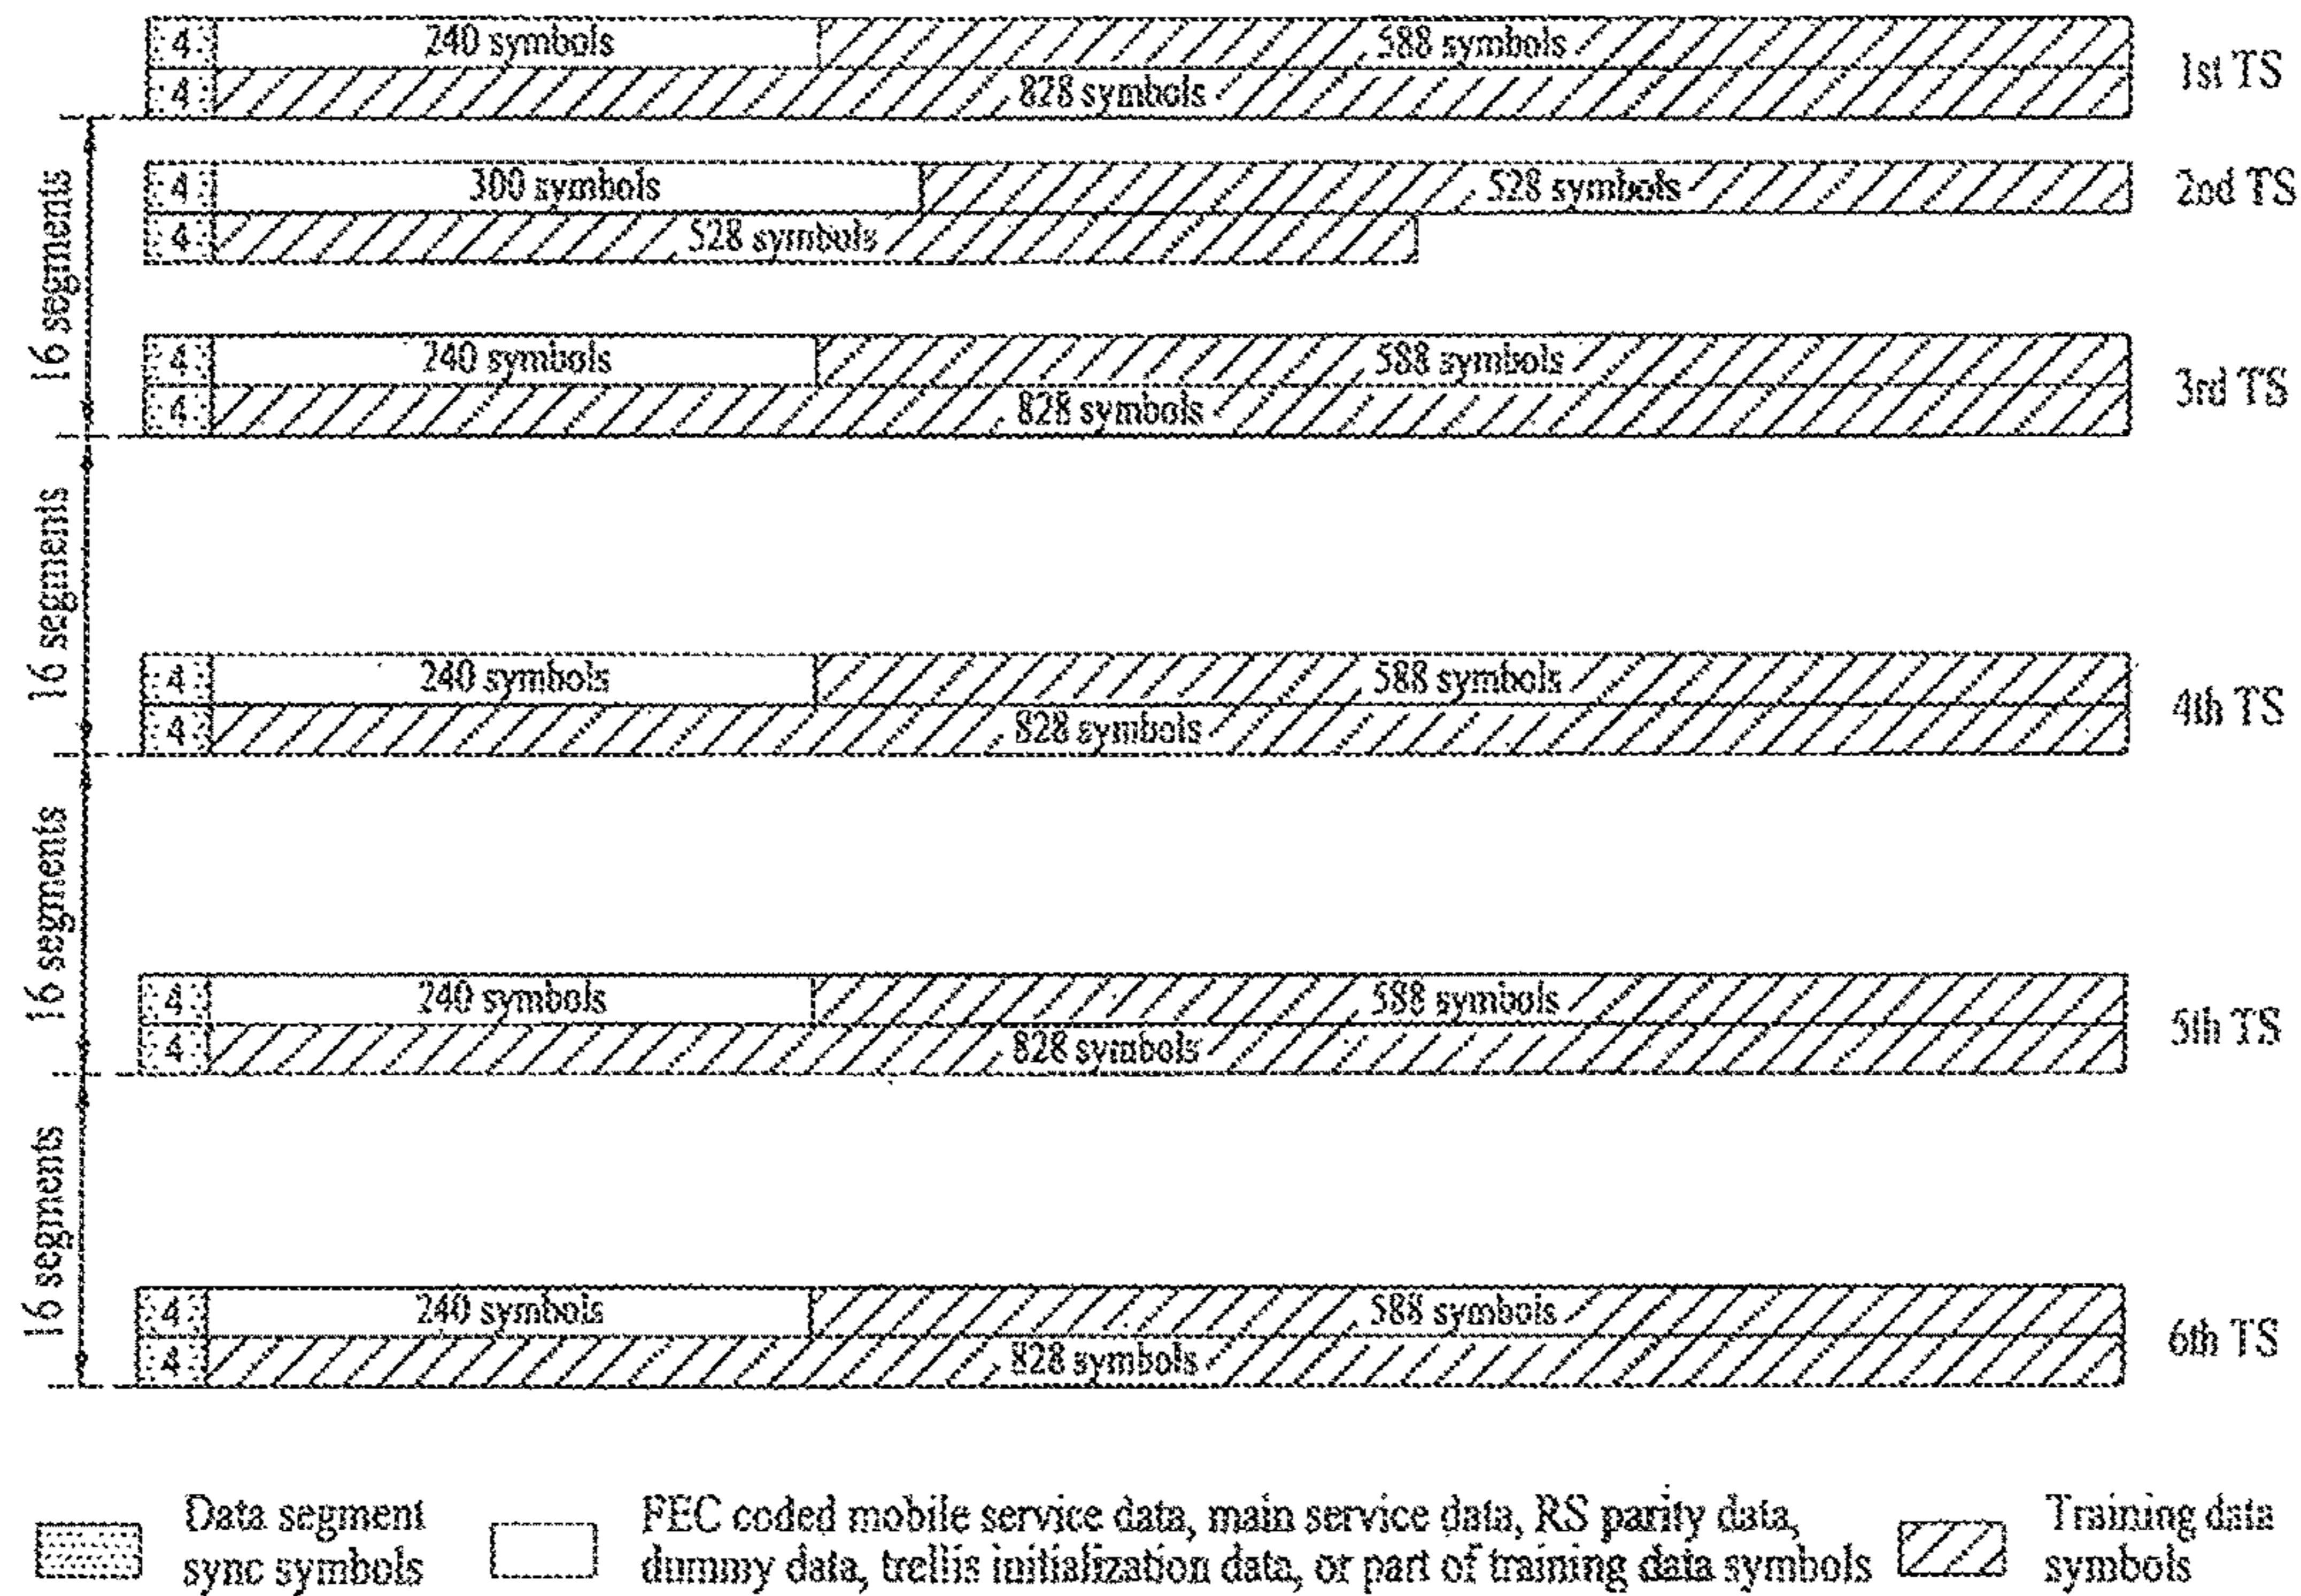 4 240 symbols 588 symbols
1st TS
4 828 symbols
16 segments
4 300 symbols 528 symbols 2nd TS
4 528 symbols
4 240 symbols 588 symbols
3rd TS
4 828 symbols
16 segments
4 240 symbols 588 symbols
4th TS
4 828 symbols
16 segments
4 240 symbols 588 symbols
5th TS
4 828 symbols
16 segments
4 240 symbols 588 symbols
6th TS
4 828 symbols
Data segment
sync symbols
FEC coded mobile service data, main service data, RS parity data,
dummy data, trellis initialization data, or part of training data symbols
Training data
symbols